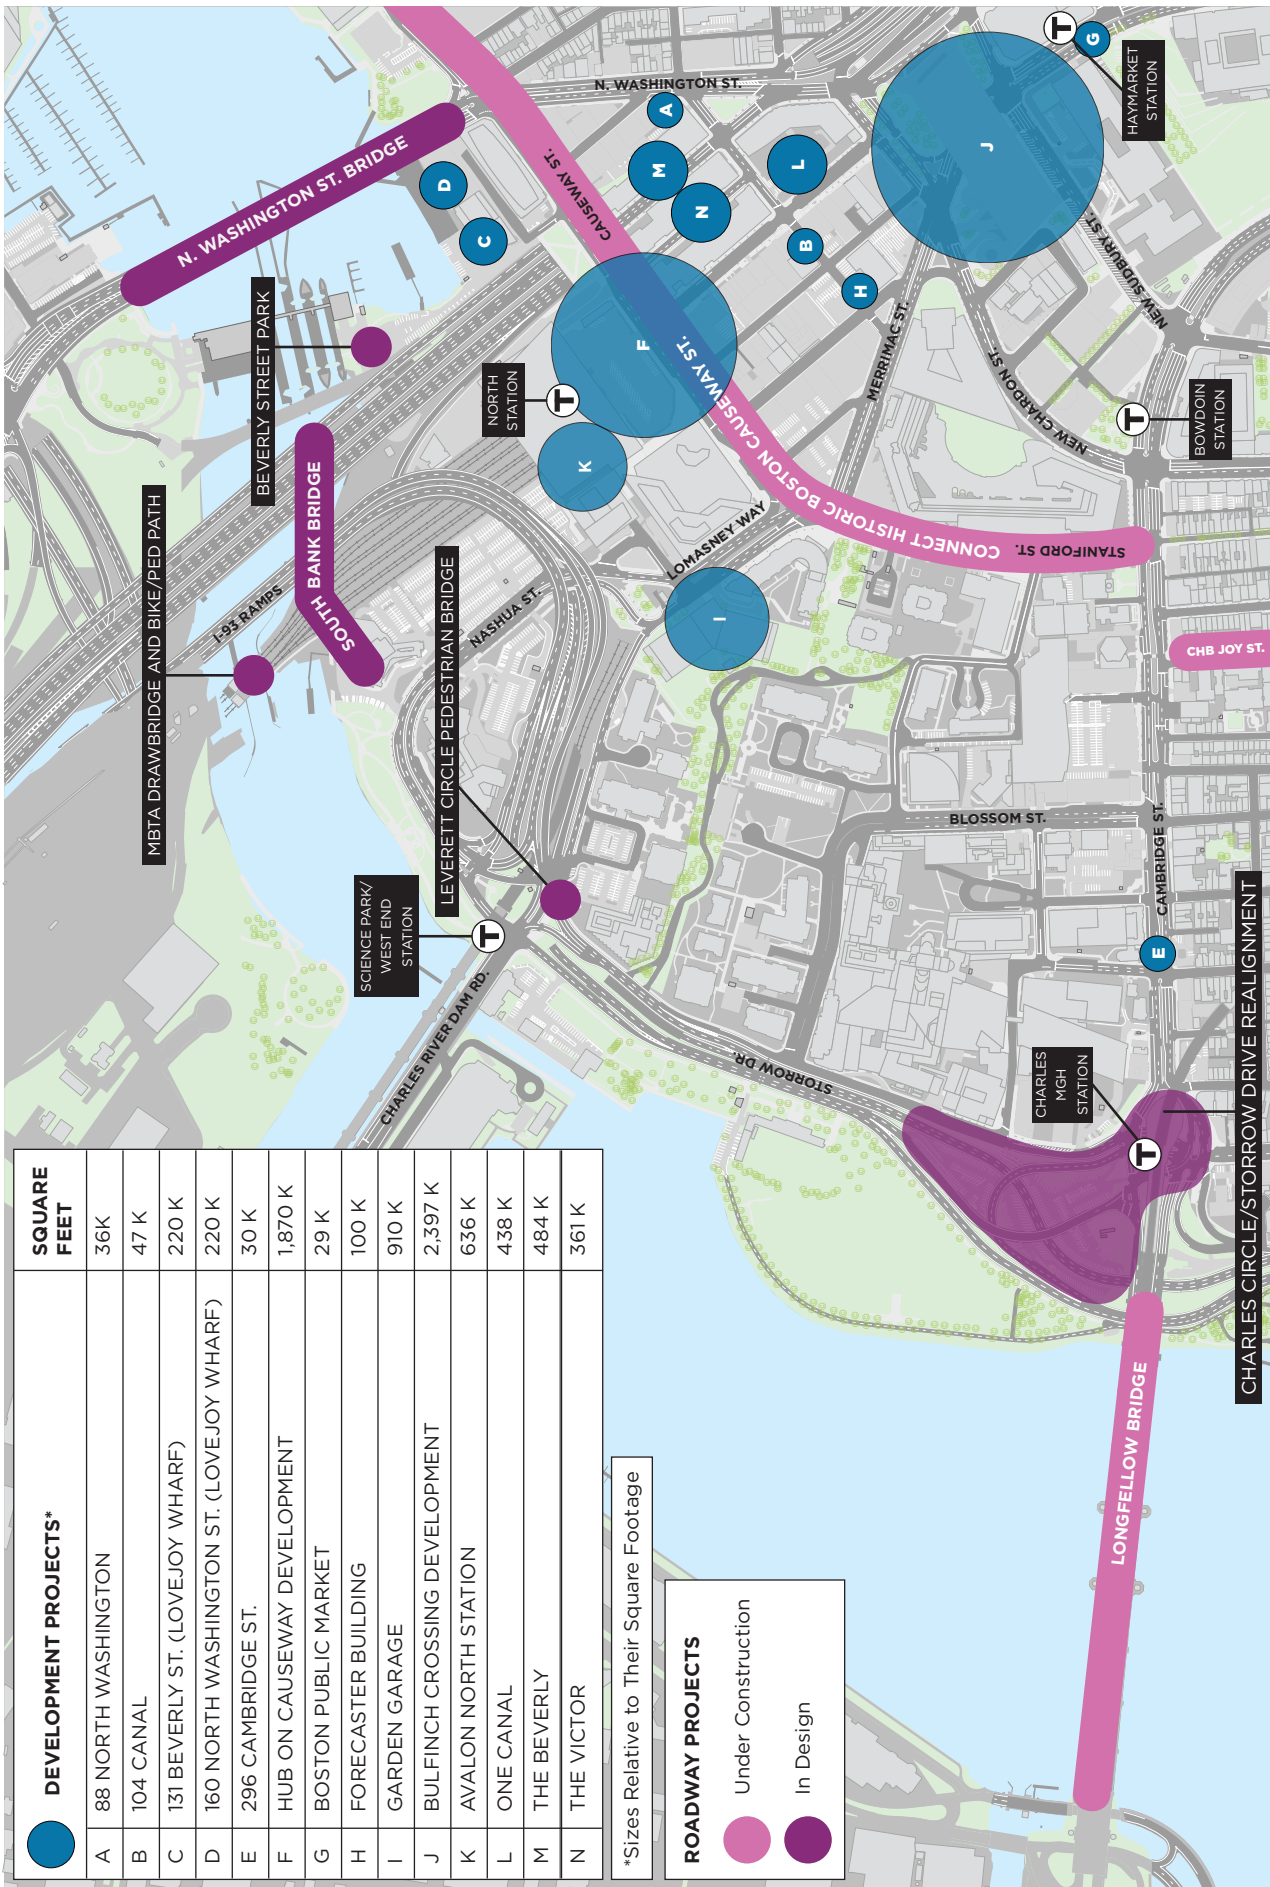 DEVELOPMENT PROJECTS* SQUARE
FEET
A 88 NORTH WASHINGTON 36K
B 104 CANAL 47 K
C 131 BEVERLY ST. (LOVEJOY WHARF) 220 K
D 160 NORTH WASHINGTON ST. (LOVEJOY WHARF) 220 K
E 296 CAMBRIDGE ST. 30 K
F HUB ON CAUSEWAY DEVELOPMENT 1,870 K
G BOSTON PUBLIC MARKET 29 K
H FORECASTER BUILDING 100 K
I GARDEN GARAGE 910 K
J BULFINCH CROSSING DEVELOPMENT 2,397 K
K AVALON NORTH STATION 636 K
L ONE CANAL 438 K
M THE BEVERLY 484 K
N THE VICTOR 361 K
*Sizes Relative to Their Square Footage
ROADWAY PROJECTS
Under Construction
In Design
MBTA DRAWBRIDGE AND BIKE/PED PATH
BEVERLY STREET PARK
N. WASHINGTON ST. BRIDGE
I-93 RAMPS
SOUTH BANK BRIDGE
D
C
SCIENCE PARK/
WEST END
STATION
T
LEVERETT CIRCLE PEDESTRIAN BRIDGE
NASHUA ST.
NORTH
STATION
T
CAUSEWAY ST.
CHARLES RIVER DAM RD.
K
F
A
M
N
N. WASHINGTON ST.
LOMASNEY WAY
I
CAUSEWAY ST.
CONNECT HISTORIC BOSTON
STANIFORD ST.
L
B
H
MERRIMAC ST.
J
STORROW DR.
BLOSSOM ST.
NEW CHARDON ST.
NEW SUDBURY ST.
T
G
HAYMARKET
STATION
CHARLES
MGH
STATION
T
E
CAMBRIDGE ST.
T
BOWDOIN
STATION
CHB JOY ST.
LONGFELLOW BRIDGE
CHARLES CIRCLE/STORROW DRIVE REALIGNMENT